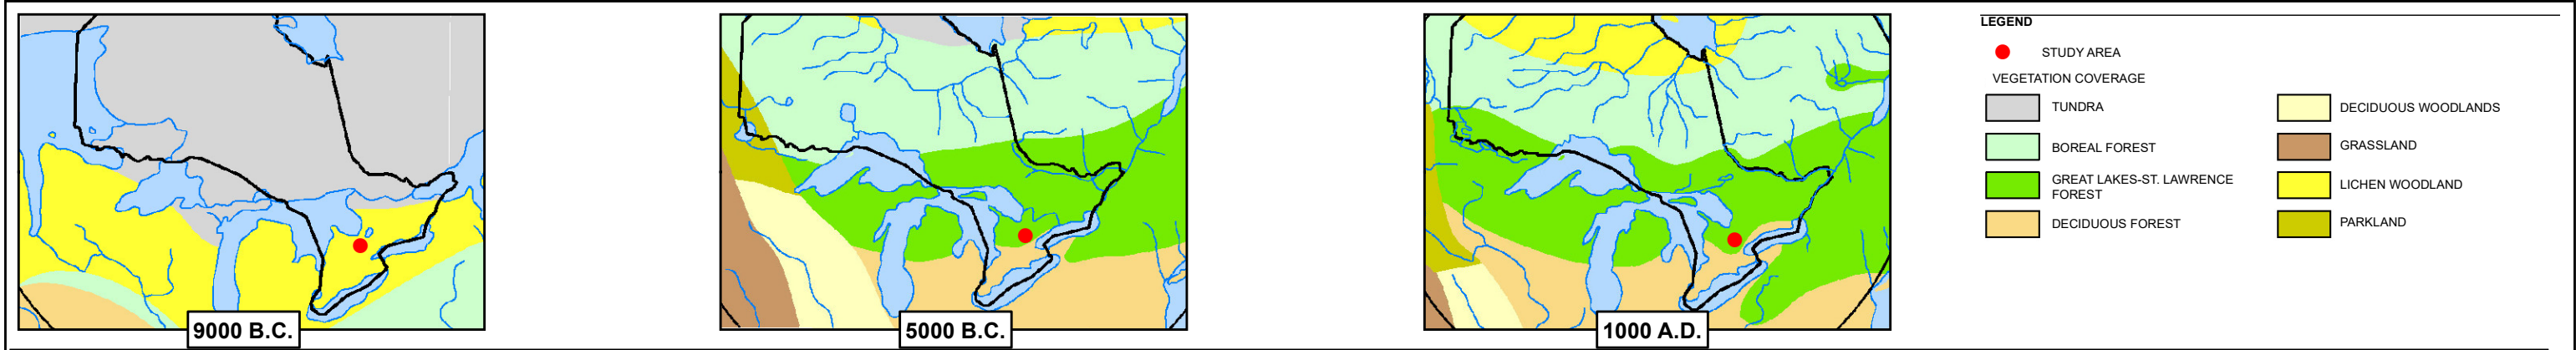 9000 B.C.
5000 B.C.
1000 A.D.
LEGEND
STUDY AREA
VEGETATION COVERAGE
TUNDRA
BOREAL FOREST
GREAT LAKES-ST. LAWRENCE
FOREST
DECIDUOUS FOREST
DECIDUOUS WOODLANDS
GRASSLAND
LICHEN WOODLAND
PARKLAND